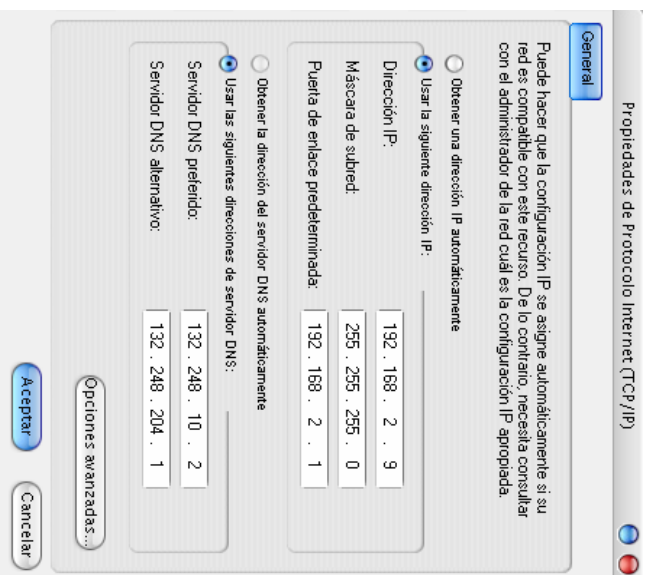 Propiedades de Protocolo Internet (TCP/IP)
General
Puede hacer que la configuración IP se asigne automáticamente si su
red es compatible con este recurso. De lo contrario, necesita consultar
con el administrador de la red cuál es la configuración IP apropiada.
Obtener una dirección IP automáticamente
Usar la siguiente dirección IP:
Dirección IP: 192 . 168 . 2 . 9
Máscara de subred: 255 . 255 . 255 . 0
Puerta de enlace predeterminada: 192 . 168 . 2 . 1
Obtener la dirección del servidor DNS automáticamente
Usar las siguientes direcciones de servidor DNS:
Servidor DNS preferido: 132 . 248 . 10 . 2
Servidor DNS alternativo: 132 . 248 . 204 . 1
Opciones avanzadas...
Aceptar Cancelar